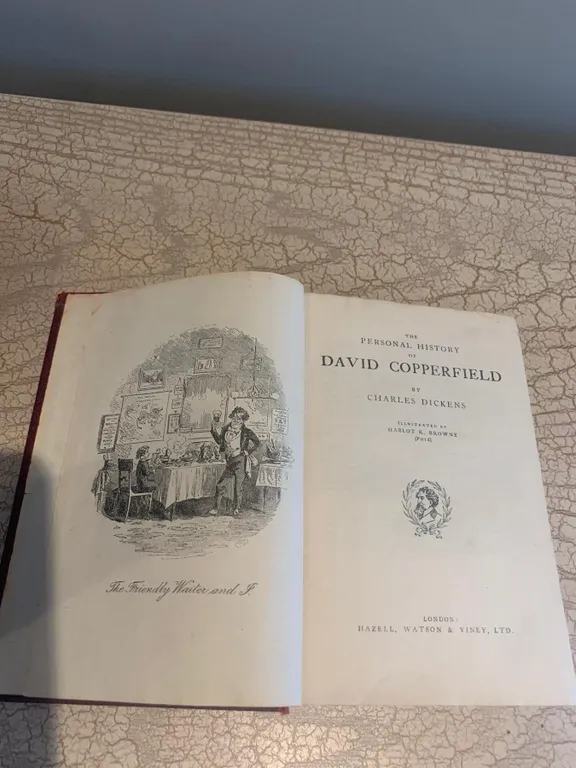 The Friendly Waiter and I
THE
PERSONAL HISTORY
OF
DAVID COPPERFIELD
BY
CHARLES DICKENS
ILLUSTRATED BY
HABLOT K. BROWNE
(PHIZ)
LONDON:
HAZELL, WATSON & VINEY, LTD.